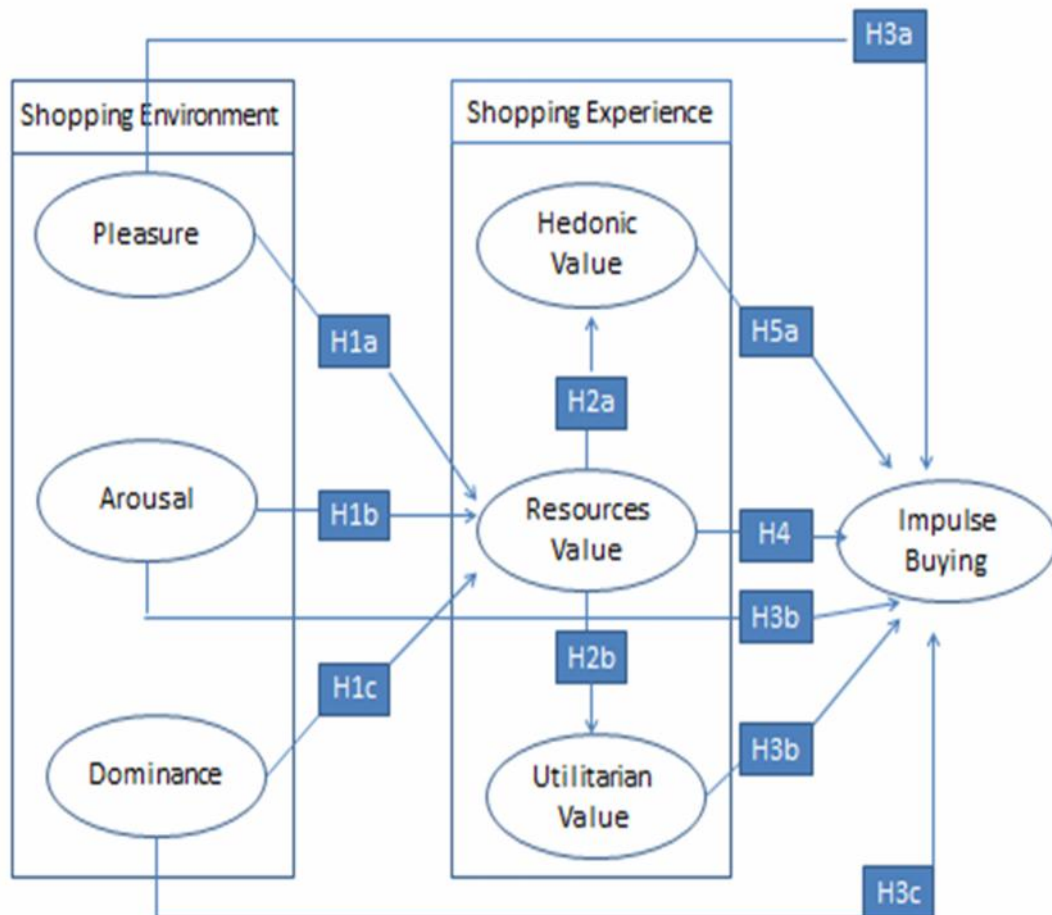 H3a
Shopping Environment
Shopping Experience
Pleasure
Hedonic
Value
H1a
H5a
H2a
Arousal
H1b
Resources
Value
H4
Impulse
Buying
H3b
H2b
H1c
Dominance
Utilitarian
Value
H3b
H3c